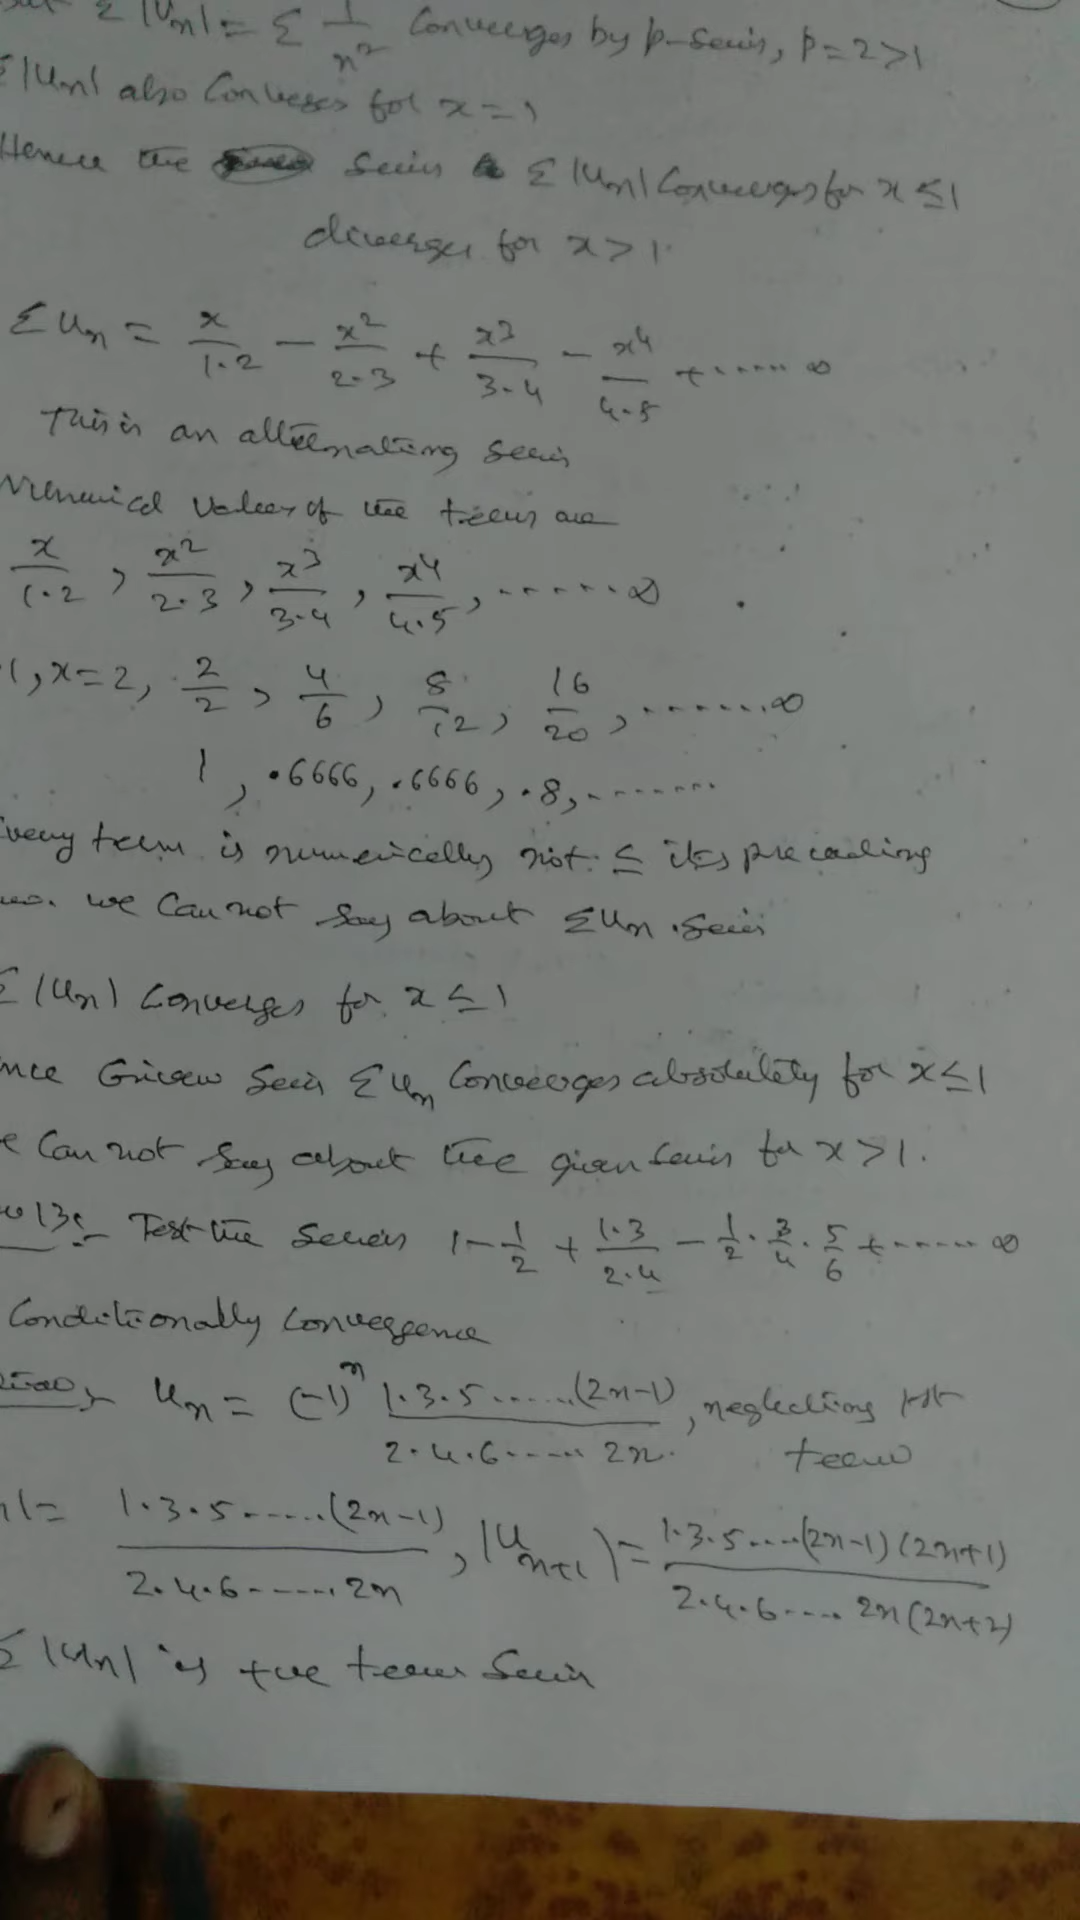 Σ |Vn| = Σ 1/n² Converges by p-series, p=2>1
Σ|Un| also Converges for x=1
Hence the series Σ|Un| Converges for x≤1
diverges for x>1.
ΣUn = x/1·2 − x²/2·3 + x³/3·4 − x⁴/4·5 + ...... ∞
This is an alternating series
Numerical values of the terms are
x/1·2, x²/2·3, x³/3·4, x⁴/4·5, ...... ∞
1, x=2, 2/2, 4/6, 8/12, 16/20, ....... ∞
1, .6666, .6666, .8, ........
Every term is numerically not ≤ its preceding
we Can not Say about ΣUn series
Σ|Un| Converges for x≤1
Given Series ΣUn Converges absolutely for x≤1
Can not Say about the given series for x>1.
13:- Test the series 1 − 1/2 + 1·3/2·4 − 1/2·3/4·5/6 + ...... ∞
Conditionally Convergence
Un = (-1)ⁿ 1·3·5.....(2n-1)/2·4·6..... 2n, neglecting 1st
term
= 1·3·5.....(2n-1)/2·4·6......2n, |Un+1| = 1·3·5....(2n-1)(2n+1)/2·4·6.... 2n(2n+2)
Σ|Un| is +ve term series